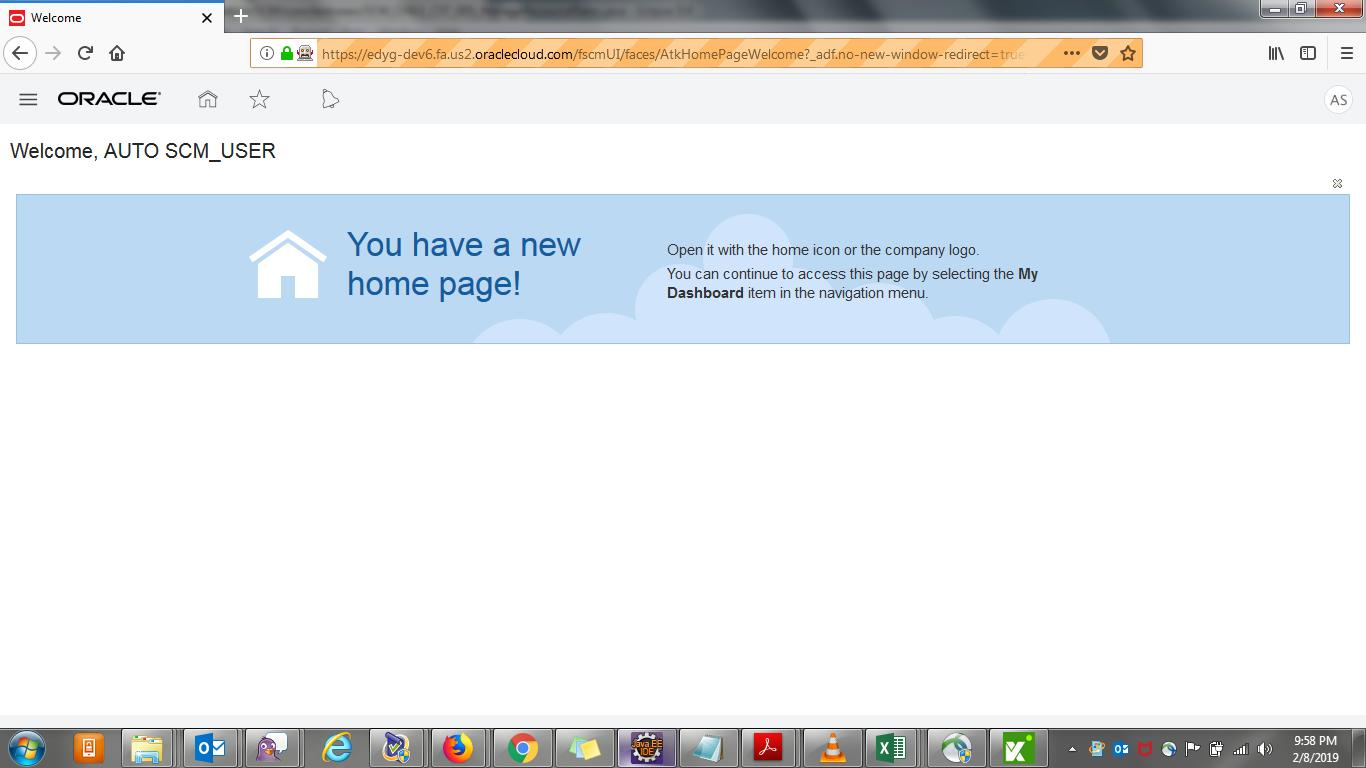 Welcome
https://edyg-dev6.fa.us2.oraclecloud.com/fscmUI/faces/AtkHomePageWelcome?_adf.no-new-window-redirect=true
ORACLE
AS
Welcome, AUTO SCM_USER
You have a new
home page!
Open it with the home icon or the company logo.
You can continue to access this page by selecting the My
Dashboard item in the navigation menu.
Java EE
IDE
9:58 PM
2/8/2019